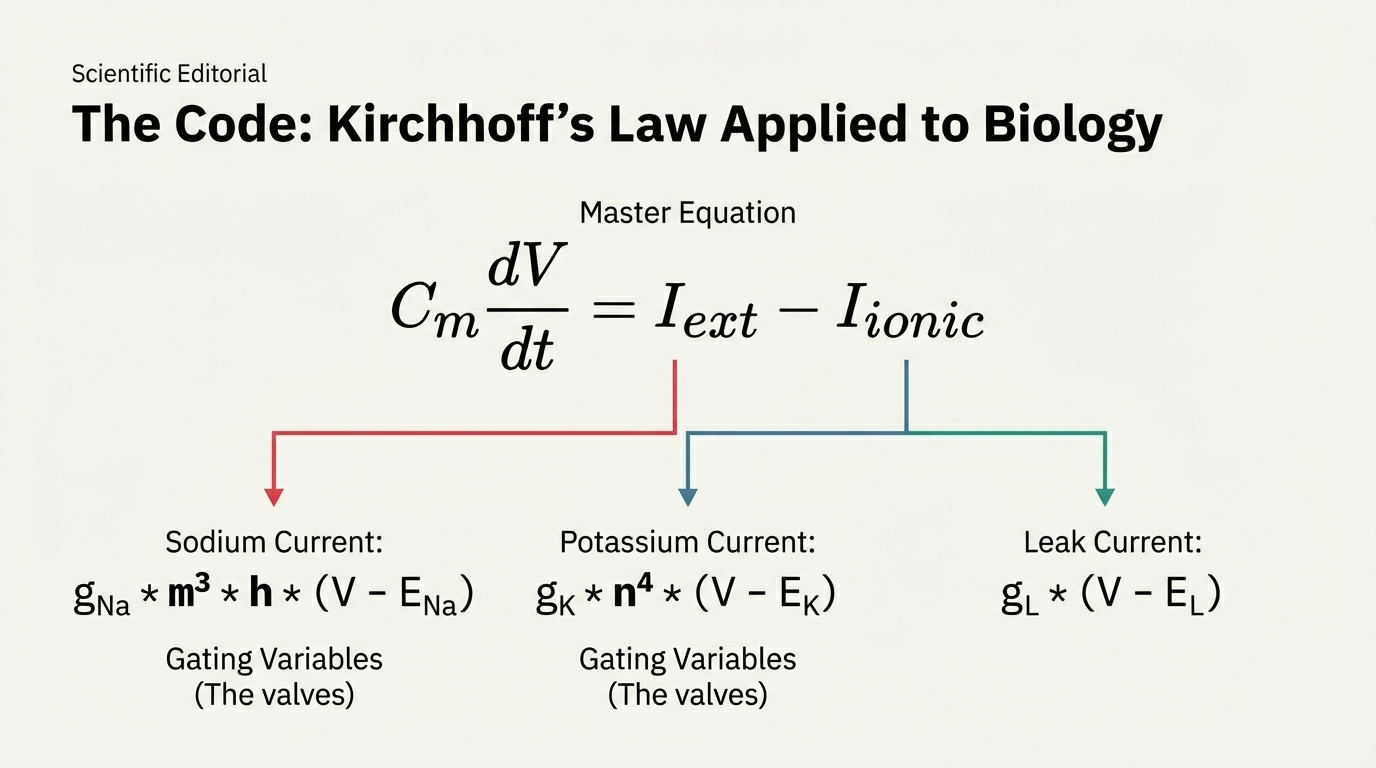 Scientific Editorial
The Code: Kirchhoff’s Law Applied to Biology
Master Equation
C_m dV/dt = I_ext − I_ionic
Sodium Current:
g_Na * m³ * h * (V – E_Na)
Gating Variables
(The valves)
Potassium Current:
g_K * n⁴ * (V – E_K)
Gating Variables
(The valves)
Leak Current:
g_L * (V – E_L)